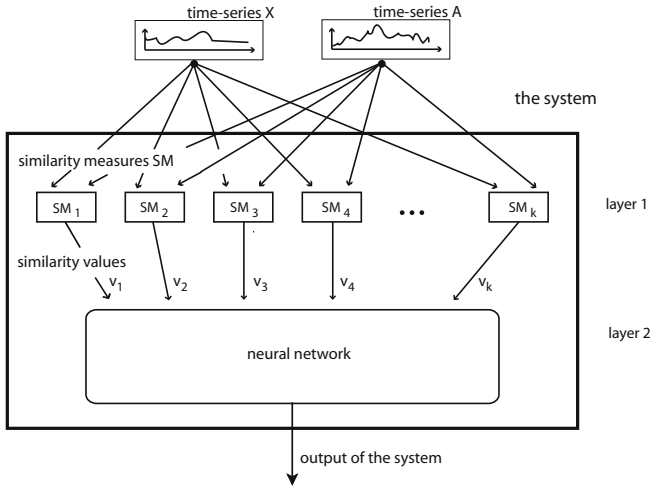 time-series X
time-series A
the system
similarity measures SM
SM 1
SM 2
SM 3
SM 4
...
SM k
layer 1
similarity values
v1
v2
v3
v4
vk
layer 2
neural network
output of the system